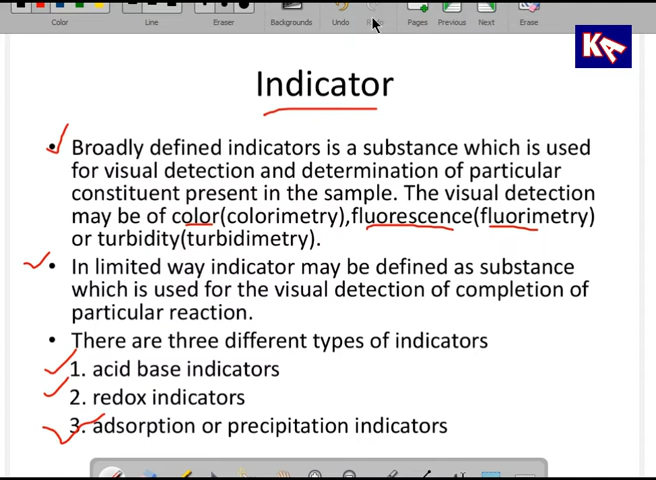 Color
Line
Eraser
Backgrounds
Undo
Redo
Pages
Previous
Next
Erase
KA
Indicator
• Broadly defined indicators is a substance which is used
for visual detection and determination of particular
constituent present in the sample. The visual detection
may be of color(colorimetry),fluorescence(fluorimetry)
or turbidity(turbidimetry).
• In limited way indicator may be defined as substance
which is used for the visual detection of completion of
particular reaction.
• There are three different types of indicators
1. acid base indicators
2. redox indicators
3. adsorption or precipitation indicators